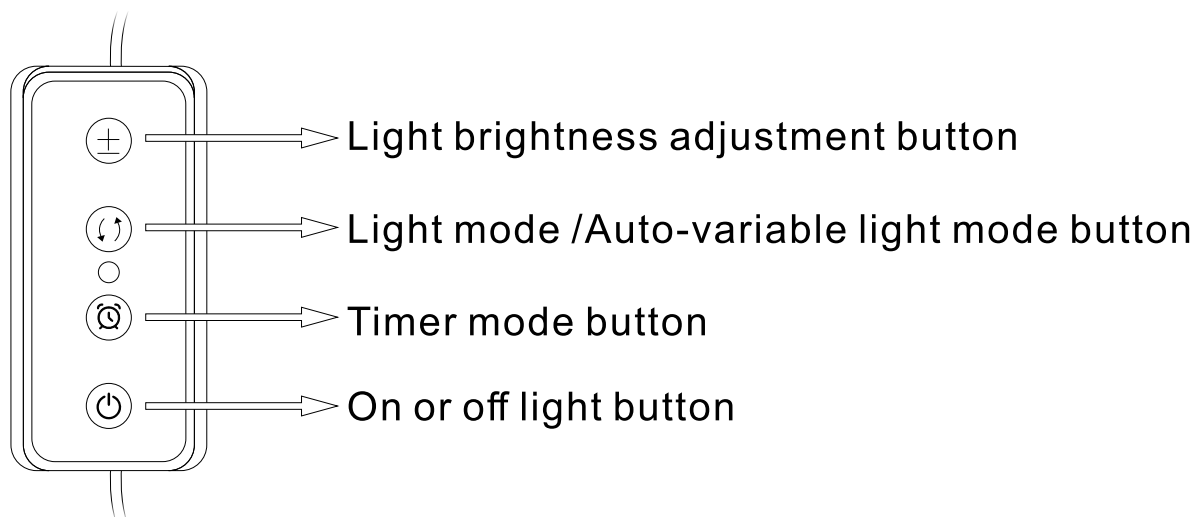 Light brightness adjustment button
Light mode /Auto-variable light mode button
Timer mode button
On or off light button